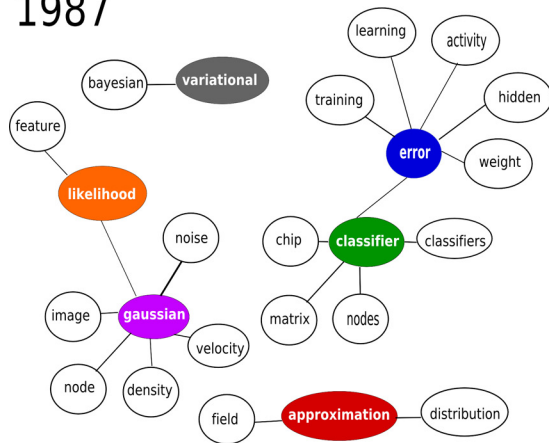 1987
learning
activity
bayesian
variational
training
hidden
feature
error
weight
likelihood
noise
chip
classifier
classifiers
image
gaussian
matrix
nodes
velocity
node
density
field
approximation
distribution